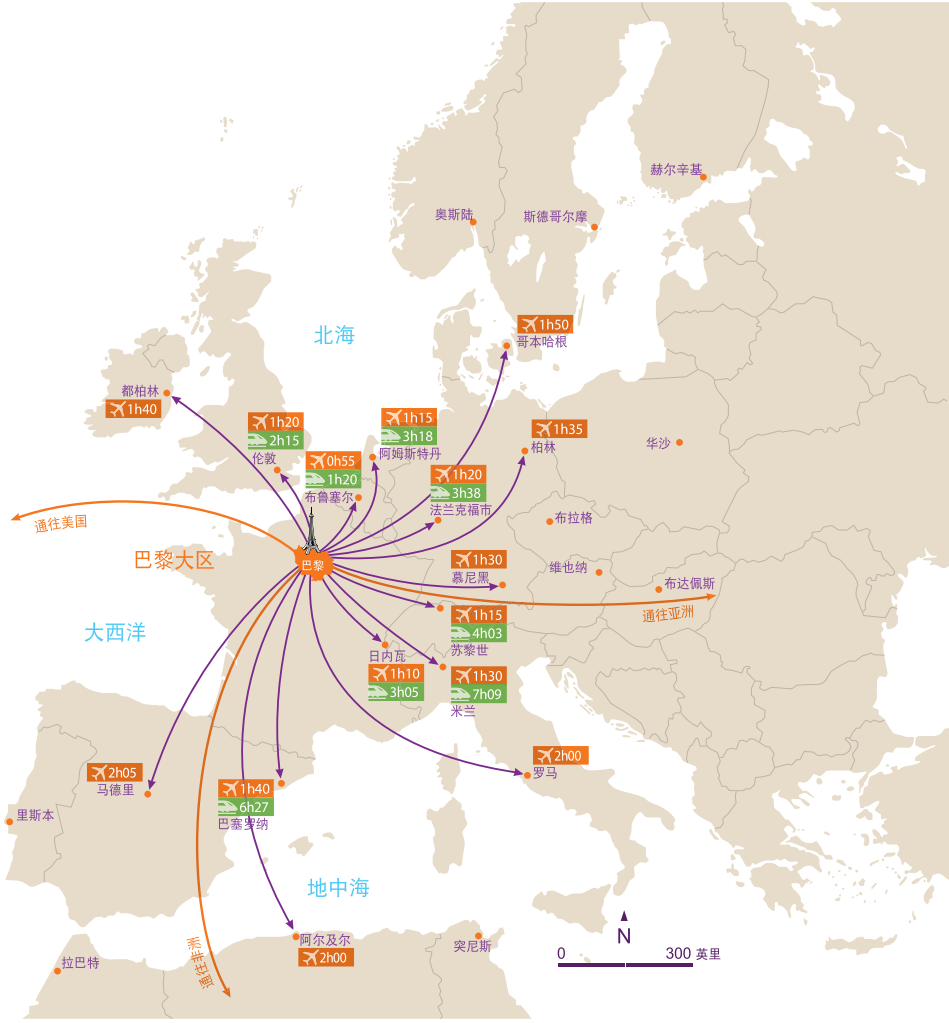 赫尔辛基
奥斯陆
斯德哥尔摩
北海
1h50
哥本哈根
都柏林
1h40
1h20
2h15
伦敦
1h15
3h18
阿姆斯特丹
1h35
柏林
华沙
0h55
1h20
布鲁塞尔
1h20
3h38
法兰克福市
布拉格
通往美国
巴黎大区
巴黎
1h30
慕尼黑
维也纳
布达佩斯
通往亚洲
大西洋
1h15
4h03
苏黎世
日内瓦
1h10
3h05
1h30
7h09
米兰
2h00
罗马
2h05
马德里
1h40
6h27
巴塞罗纳
里斯本
地中海
通往非洲
阿尔及尔
2h00
突尼斯
拉巴特
N
0 300 英里